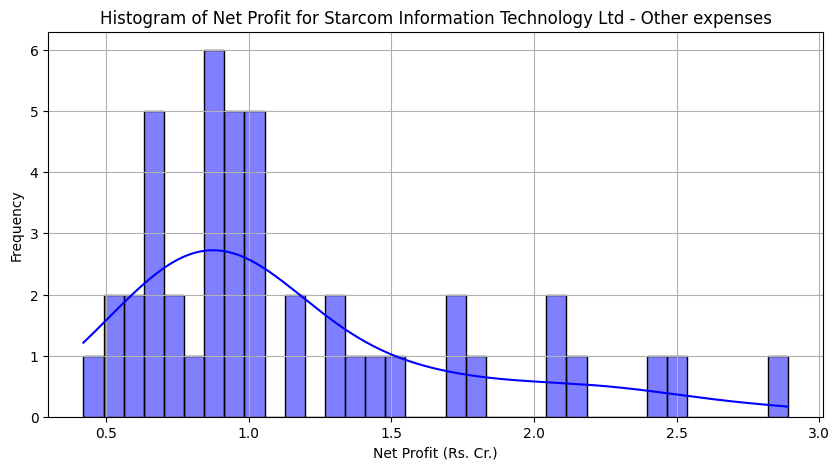 Histogram of Net Profit for Starcom Information Technology Ltd - Other expenses
6
5
4
3
2
1
0
Frequency
0.5 1.0 1.5 2.0 2.5 3.0
Net Profit (Rs. Cr.)